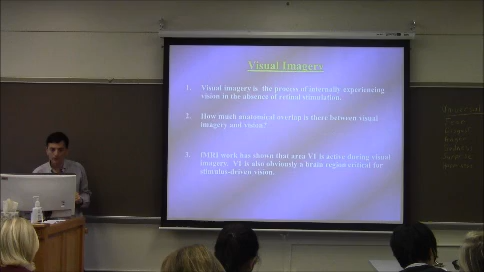 Visual Imagery
1. Visual imagery is the process of internally experiencing
vision in the absence of retinal stimulation.
2. How much anatomical overlap is there between visual
imagery and vision?
3. fMRI work has shown that area V1 is active during visual
imagery. V1 is also obviously a brain region critical for
stimulus-driven vision.